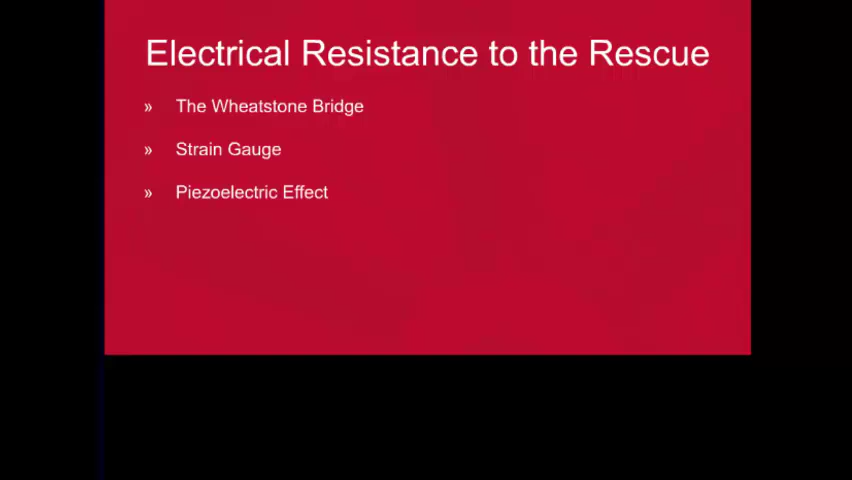 Electrical Resistance to the Rescue
» The Wheatstone Bridge
» Strain Gauge
» Piezoelectric Effect